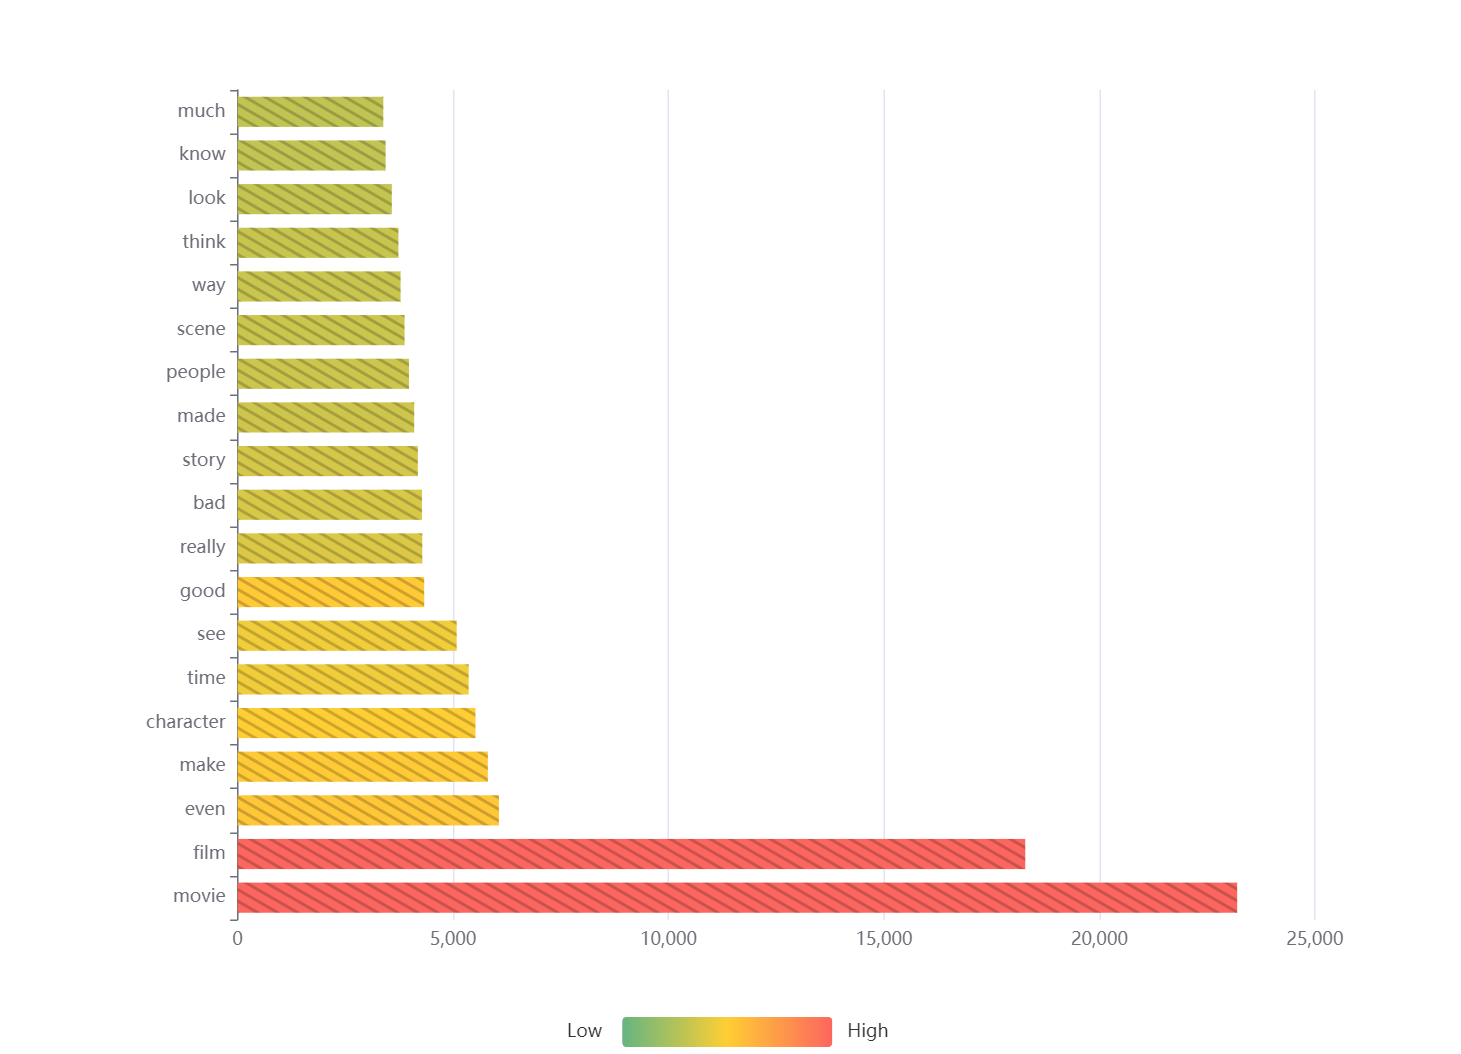 much
know
look
think
way
scene
people
made
story
bad
really
good
see
time
character
make
even
film
movie
0 5,000 10,000 15,000 20,000 25,000
Low High